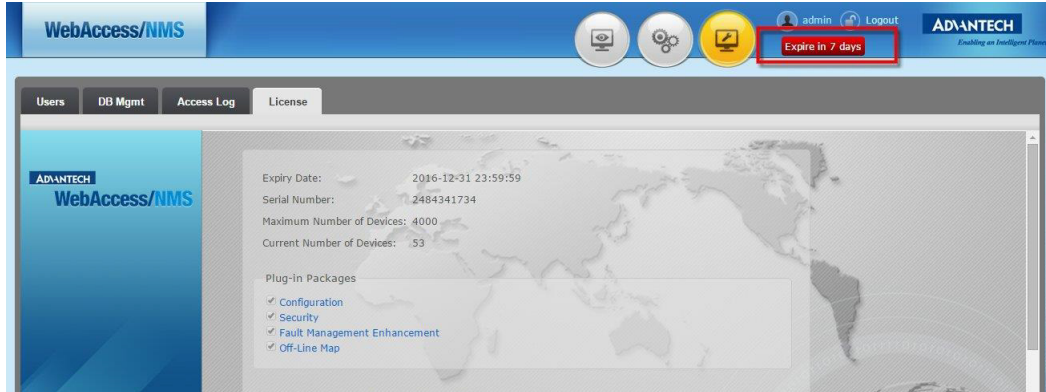 WebAccess/NMS
admin Logout
Expire in 7 days
ADVANTECH
Enabling an Intelligent Plane
Users DB Mgmt Access Log License
ADVANTECH
WebAccess/NMS
Expiry Date: 2016-12-31 23:59:59
Serial Number: 2484341734
Maximum Number of Devices: 4000
Current Number of Devices: 53
Plug-in Packages
Configuration
Security
Fault Management Enhancement
Off-Line Map